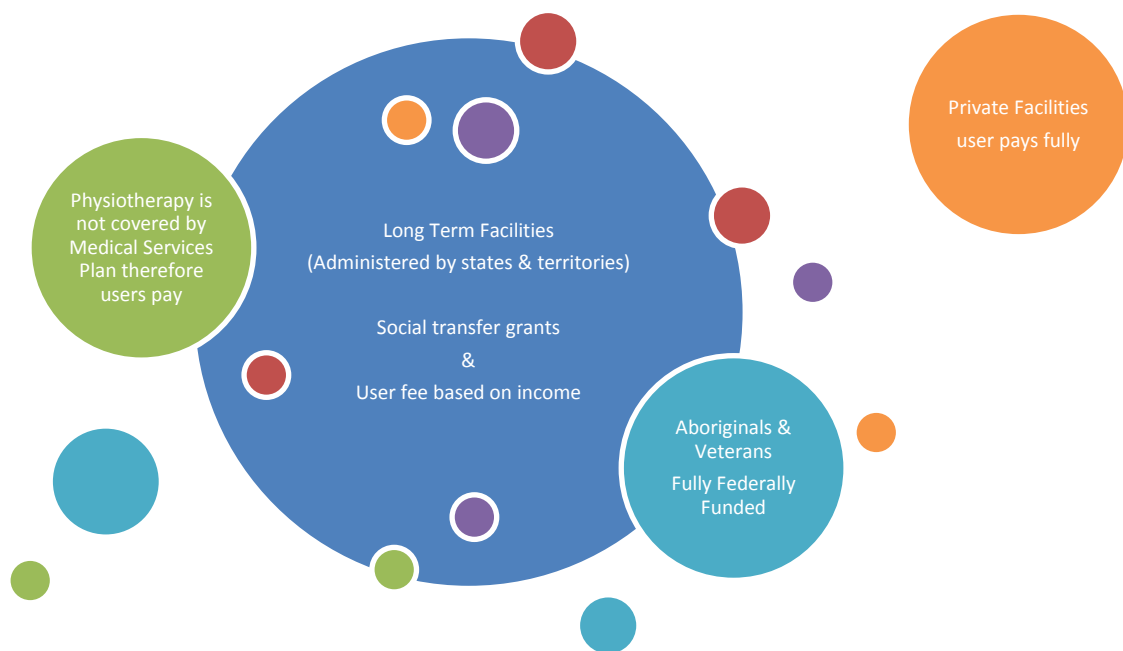 Private Facilities
user pays fully
Physiotherapy is
not covered by
Medical Services
Plan therefore
users pay
Long Term Facilities
(Administered by states & territories)
Social transfer grants
&
User fee based on income
Aboriginals &
Veterans
Fully Federally
Funded